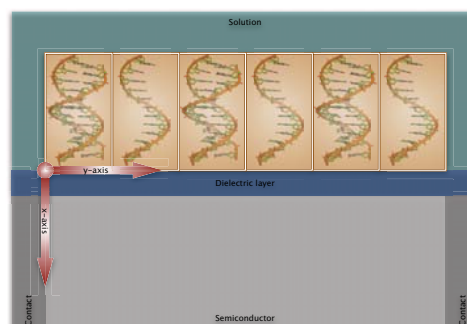 Solution
y-axis
Dielectric layer
x-axis
Contact
Contact
Semiconductor